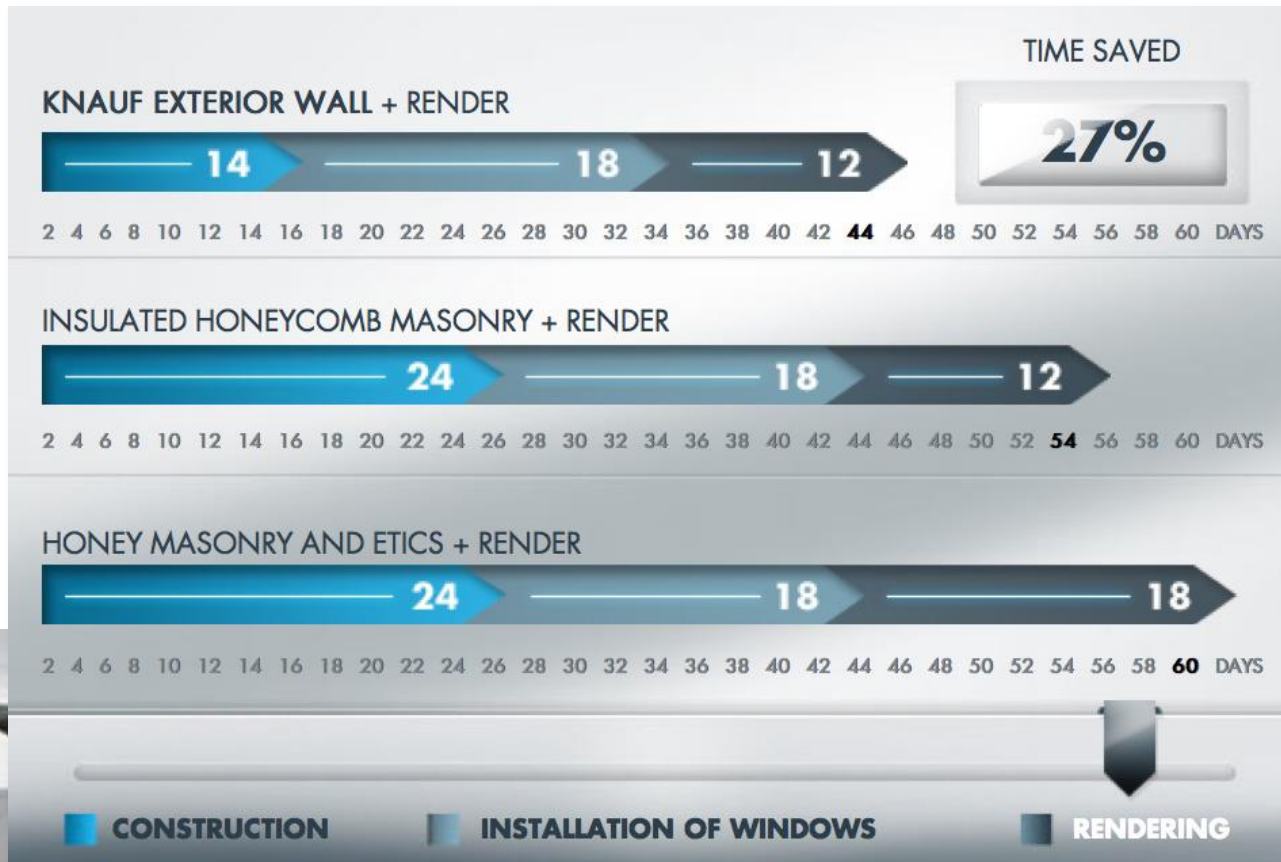 TIME SAVED
27%
KNAUF EXTERIOR WALL + RENDER
14 18 12
2 4 6 8 10 12 14 16 18 20 22 24 26 28 30 32 34 36 38 40 42 44 46 48 50 52 54 56 58 60 DAYS
INSULATED HONEYCOMB MASONRY + RENDER
24 18 12
2 4 6 8 10 12 14 16 18 20 22 24 26 28 30 32 34 36 38 40 42 44 46 48 50 52 54 56 58 60 DAYS
HONEY MASONRY AND ETICS + RENDER
24 18 18
2 4 6 8 10 12 14 16 18 20 22 24 26 28 30 32 34 36 38 40 42 44 46 48 50 52 54 56 58 60 DAYS
CONSTRUCTION INSTALLATION OF WINDOWS RENDERING